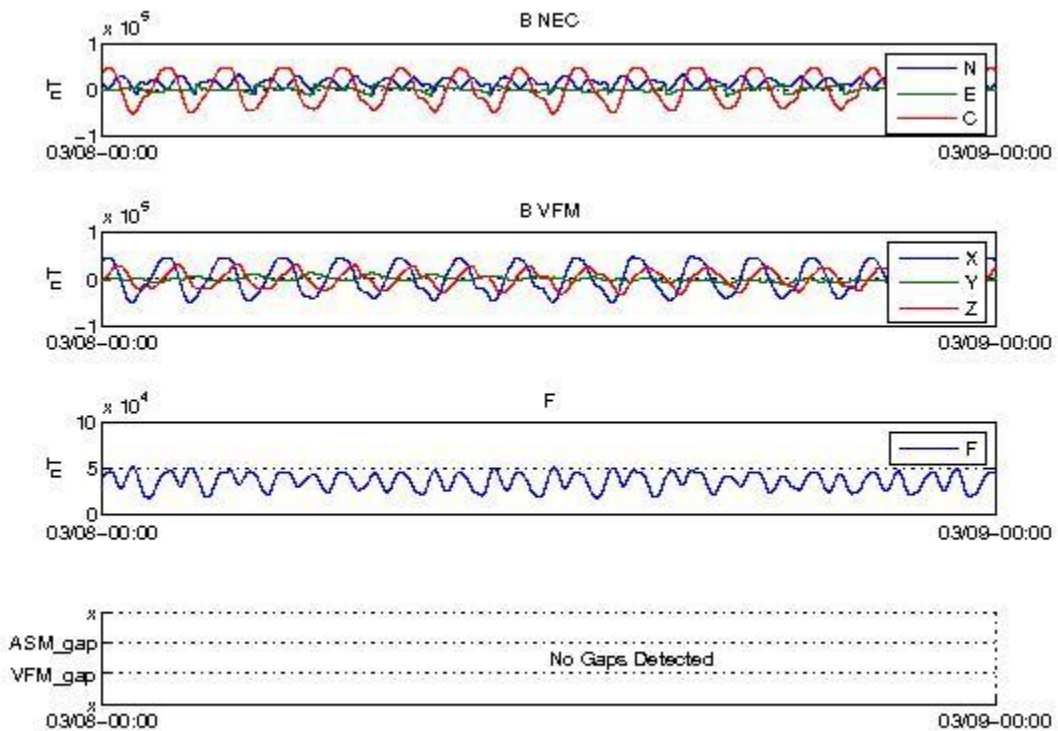 B NEC
x 10^5
1
0
-1
nT
N
E
C
03/08-00:00
03/09-00:00
B VFM
x 10^5
1
0
-1
nT
X
Y
Z
03/08-00:00
03/09-00:00
F
x 10^4
10
5
0
nT
F
03/08-00:00
03/09-00:00
x
ASM_gap
VFM_gap
x
No Gaps Detected
03/08-00:00
03/09-00:00